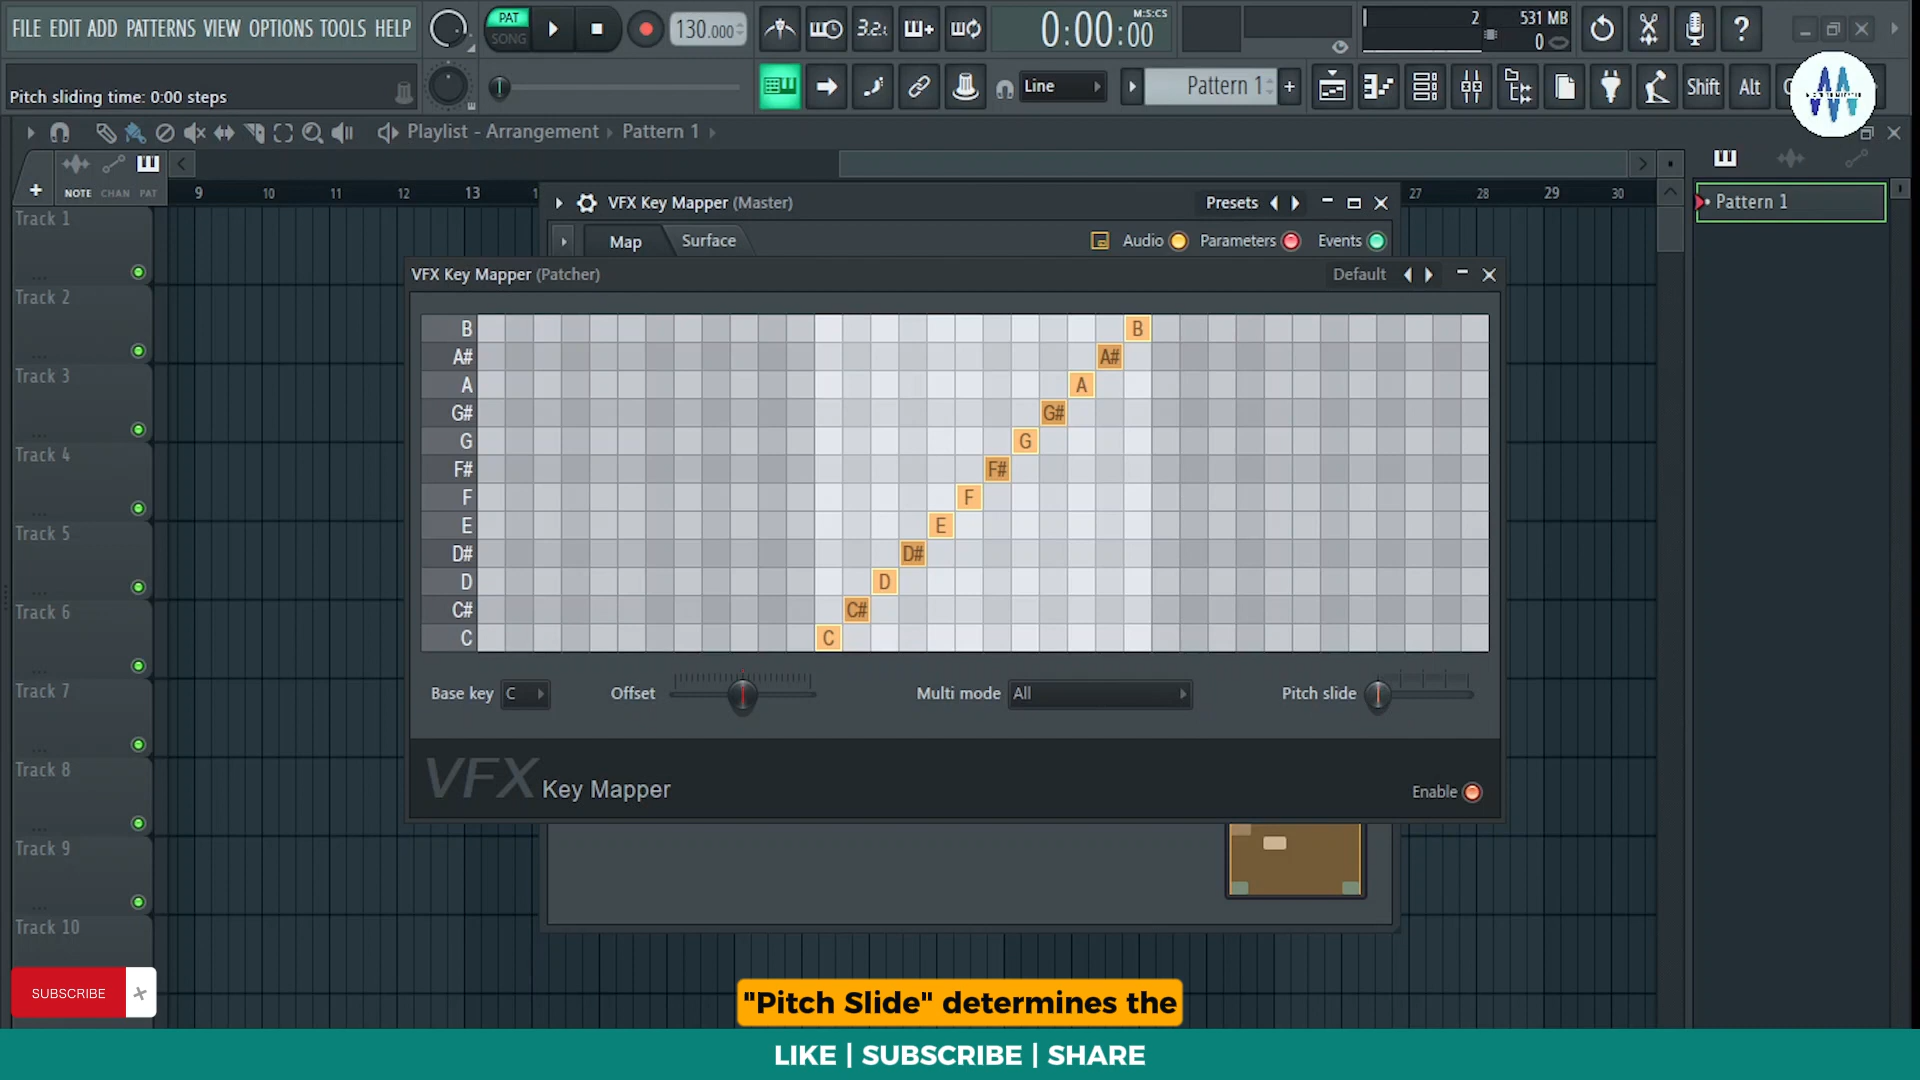 FILE EDIT ADD PATTERNS VIEW OPTIONS TOOLS HELP
PAT
SONG
130.000
3.2.
0:00:00
M:S:CS
2
531 MB
0
Pitch sliding time: 0:00 steps
Line
Pattern 1
Shift
Alt
Playlist - Arrangement
Pattern 1
NOTE CHAN PAT
9 10 11 12 13 27 28 29 30
Pattern 1
VFX Key Mapper (Master)
Presets
Map
Surface
Audio
Parameters
Events
VFX Key Mapper (Patcher)
Default
Track 1
Track 2
Track 3
Track 4
Track 5
Track 6
Track 7
Track 8
Track 9
Track 10
B B
A# A#
A A
G# G#
G G
F# F#
F F
E E
D# D#
D D
C# C#
C C
Base key
C
Offset
Multi mode
All
Pitch slide
VFX Key Mapper
Enable
SUBSCRIBE
"Pitch Slide" determines the
LIKE | SUBSCRIBE | SHARE